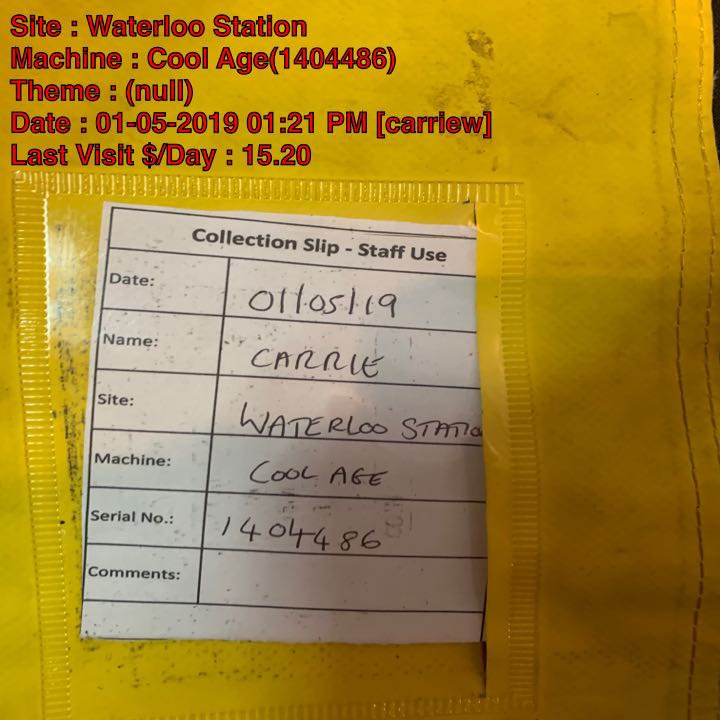 Site : Waterloo Station
Machine : Cool Age(1404486)
Theme : (null)
Date : 01-05-2019 01:21 PM [carriew]
Last Visit $/Day : 15.20
Collection Slip - Staff Use
Date: 01/05/19
Name: CARRIE
Site: WATERLOO STATIO
Machine: COOL AGE
Serial No.: 1404486
Comments: